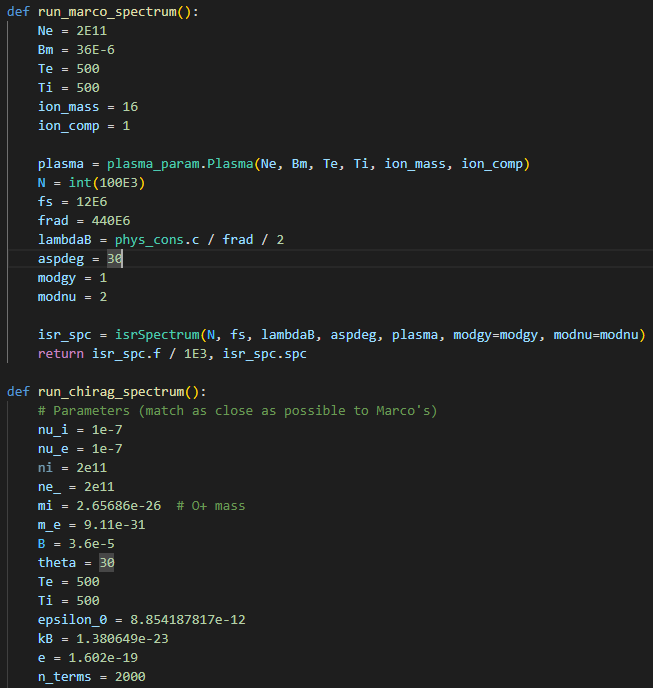 def run_marco_spectrum():
    Ne = 2E11
    Bm = 36E-6
    Te = 500
    Ti = 500
    ion_mass = 16
    ion_comp = 1

    plasma = plasma_param.Plasma(Ne, Bm, Te, Ti, ion_mass, ion_comp)
    N = int(100E3)
    fs = 12E6
    frad = 440E6
    lambdaB = phys_cons.c / frad / 2
    aspdeg = 30
    modgy = 1
    modnu = 2

    isr_spc = isrSpectrum(N, fs, lambdaB, aspdeg, plasma, modgy=modgy, modnu=modnu)
    return isr_spc.f / 1E3, isr_spc.spc

def run_chirag_spectrum():
    # Parameters (match as close as possible to Marco's)
    nu_i = 1e-7
    nu_e = 1e-7
    ni = 2e11
    ne_ = 2e11
    mi = 2.65686e-26  # O+ mass
    m_e = 9.11e-31
    B = 3.6e-5
    theta = 30
    Te = 500
    Ti = 500
    epsilon_0 = 8.854187817e-12
    kB = 1.380649e-23
    e = 1.602e-19
    n_terms = 2000